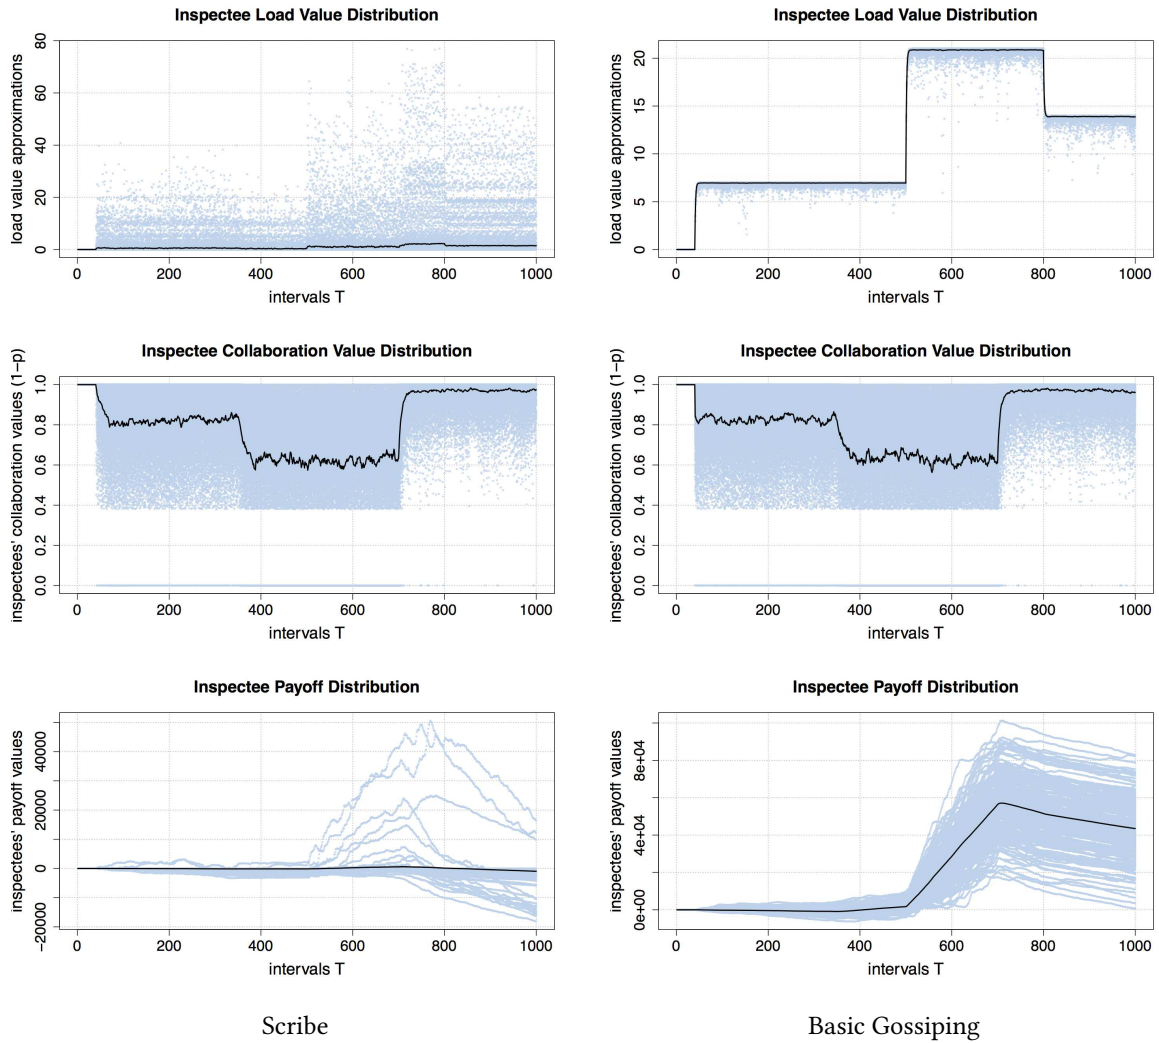 Inspectee Load Value Distribution
load value approximations
80
60
40
20
0
0 200 400 600 800 1000
intervals T
Inspectee Load Value Distribution
load value approximations
20
15
10
5
0
0 200 400 600 800 1000
intervals T
Inspectee Collaboration Value Distribution
inspectees' collaboration values (1−p)
1.0
0.8
0.6
0.4
0.2
0.0
0 200 400 600 800 1000
intervals T
Inspectee Collaboration Value Distribution
inspectees' collaboration values (1−p)
1.0
0.8
0.6
0.4
0.2
0.0
0 200 400 600 800 1000
intervals T
Inspectee Payoff Distribution
inspectees' payoff values
40000
20000
0
−20000
0 200 400 600 800 1000
intervals T
Inspectee Payoff Distribution
inspectees' payoff values
8e+04
4e+04
0e+00
0 200 400 600 800 1000
intervals T
Scribe
Basic Gossiping